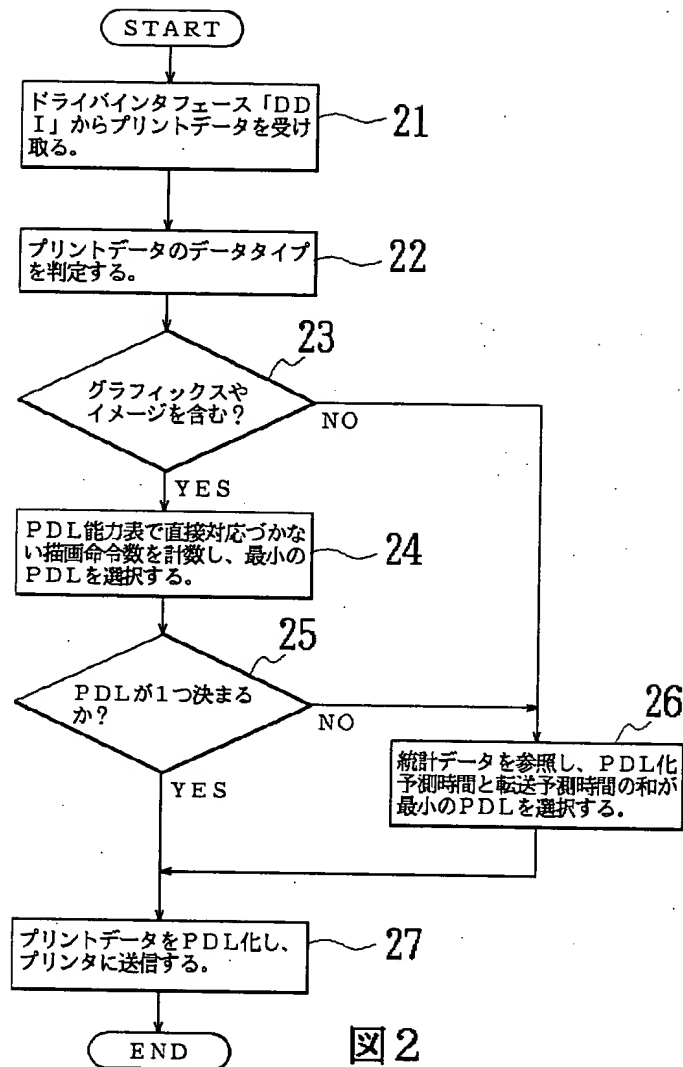 START
ドライバインタフェース「DD
I」からプリントデータを受け
取る。
21
プリントデータのデータタイプ
を判定する。
22
23
グラフィックスや
イメージを含む?
NO
YES
PDL能力表で直接対応づかな
い描画命令数を計数し、最小の
PDLを選択する。
24
25
PDLが1つ決まる
か?
NO
YES
26
統計データを参照し、PDL化
予測時間と転送予測時間の和が
最小のPDLを選択する。
プリントデータをPDL化し、
プリンタに送信する。
27
END
図2